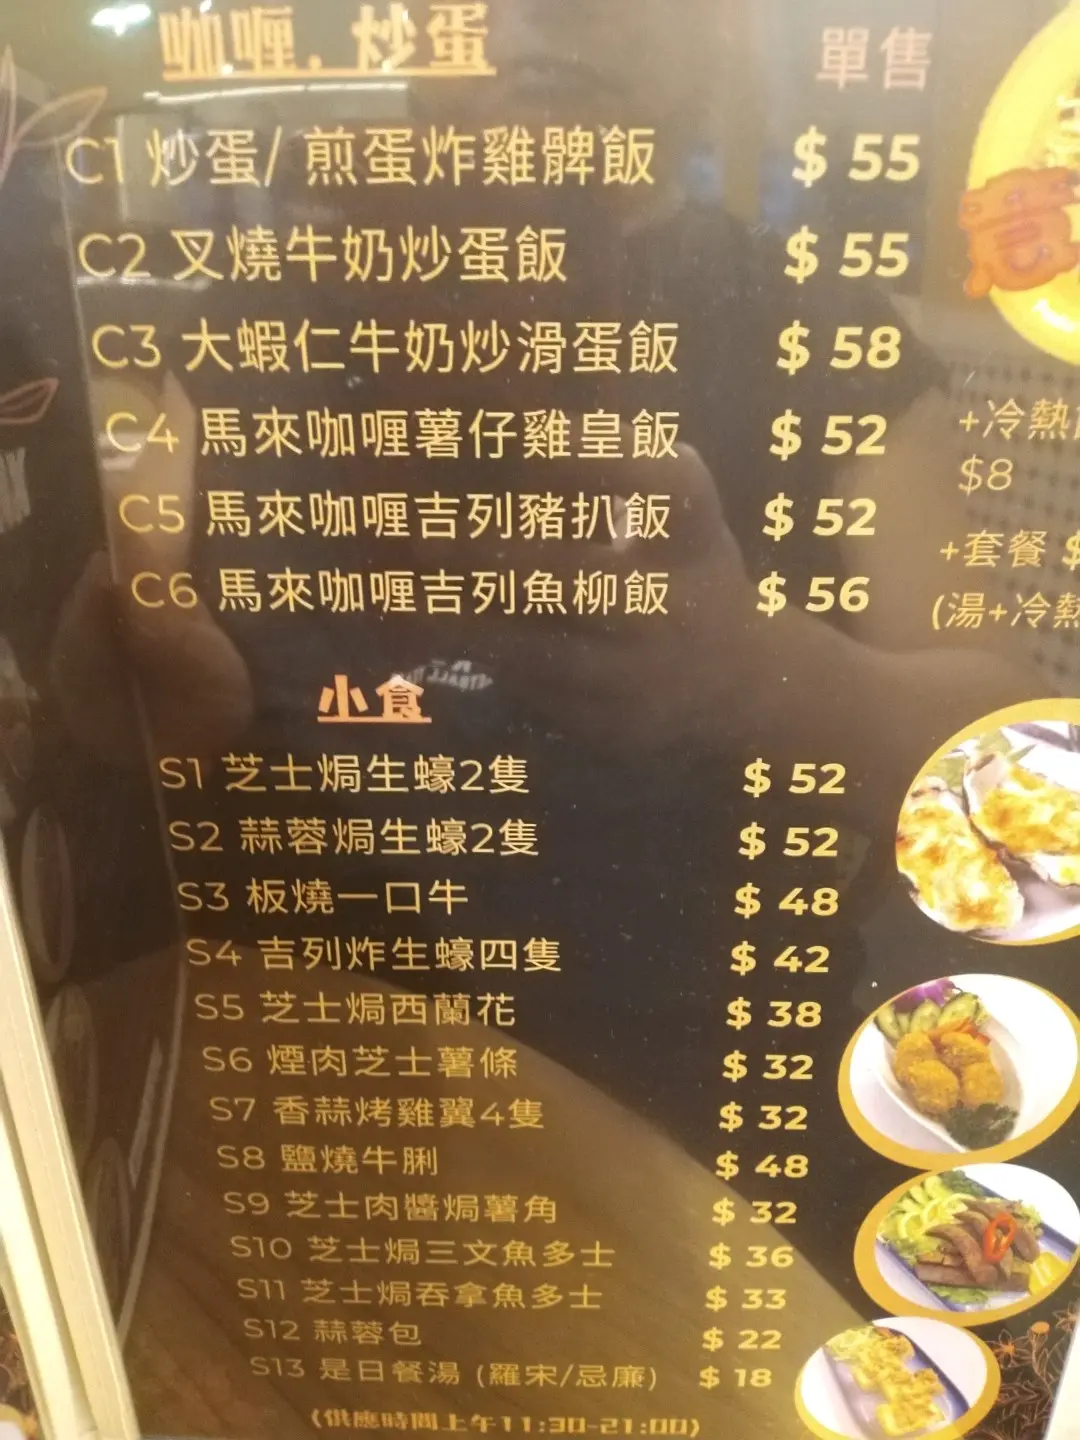 咖喱．炒蛋
單售
C1 炒蛋/ 煎蛋炸雞髀飯 $ 55
C2 叉燒牛奶炒蛋飯 $ 55
C3 大蝦仁牛奶炒滑蛋飯 $ 58
C4 馬來咖喱薯仔雞皇飯 $ 52
C5 馬來咖喱吉列豬扒飯 $ 52
C6 馬來咖喱吉列魚柳飯 $ 56
+冷熱
$8
+套餐 $
(湯+冷熱
小食
S1 芝士焗生蠔2隻 $ 52
S2 蒜蓉焗生蠔2隻 $ 52
S3 板燒一口牛 $ 48
S4 吉列炸生蠔四隻 $ 42
S5 芝士焗西蘭花 $ 38
S6 煙肉芝士薯條 $ 32
S7 香蒜烤雞翼4隻 $ 32
S8 鹽燒牛脷 $ 48
S9 芝士肉醬焗薯角 $ 32
S10 芝士焗三文魚多士 $ 36
S11 芝士焗吞拿魚多士 $ 33
S12 蒜蓉包 $ 22
S13 是日餐湯 (羅宋/忌廉) $ 18
(供應時間上午11:30-21:00)